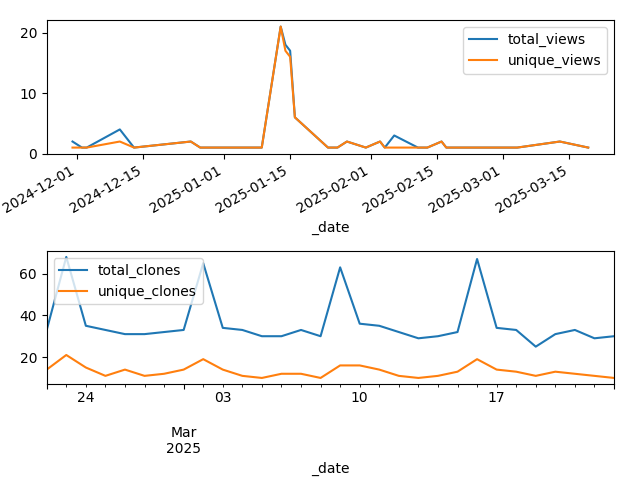 20
10
0
total_views
unique_views
2024-12-01
2024-12-15
2025-01-01
2025-01-15
2025-02-01
2025-02-15
2025-03-01
2025-03-15
_date
60
40
20
total_clones
unique_clones
24
03
10
17
Mar
2025
_date